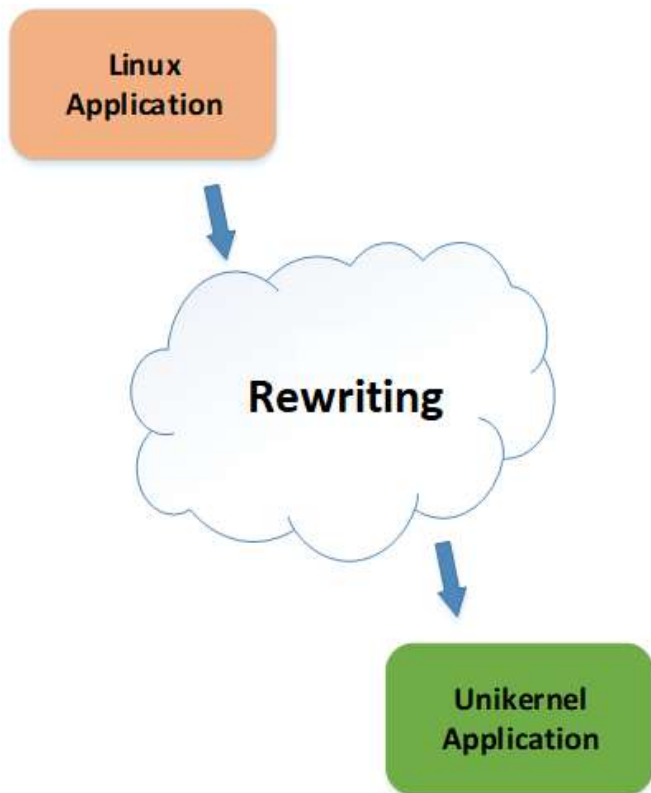 Linux
Application
Rewriting
Unikernel
Application